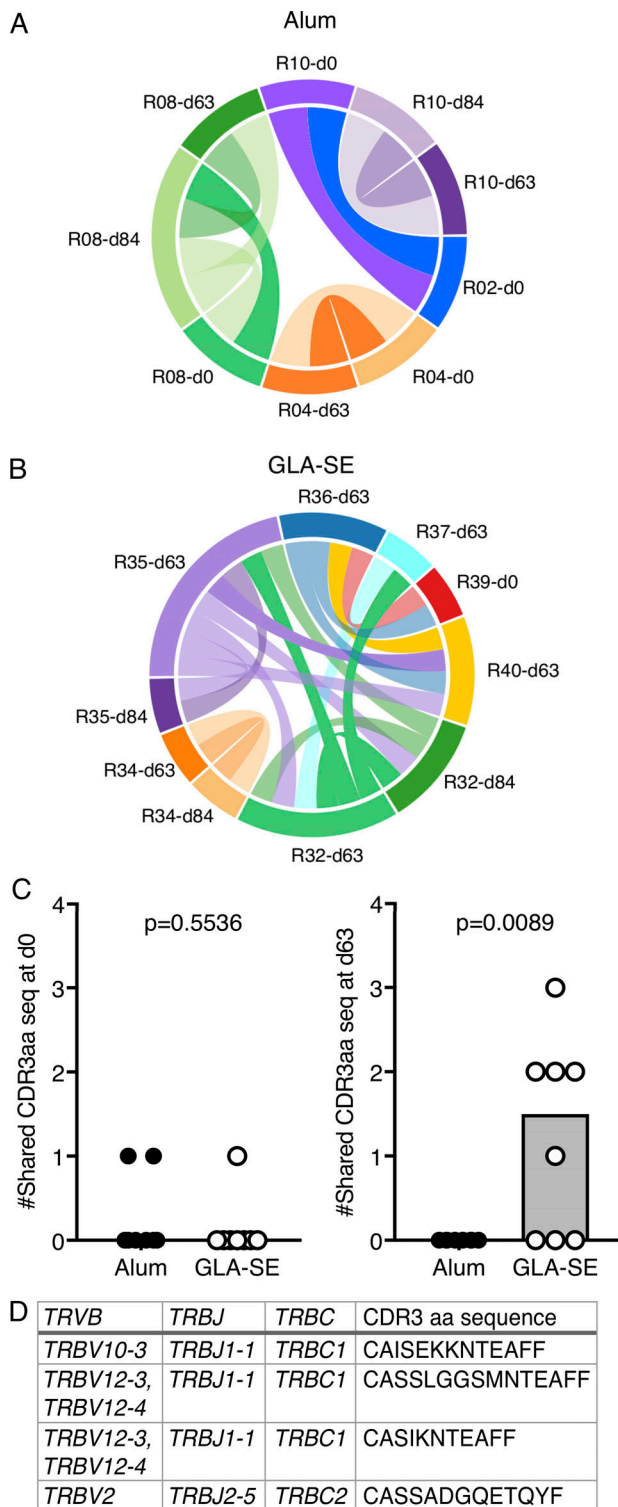 A
Alum
R10-d0
R08-d63
R10-d84
R10-d63
R08-d84
R02-d0
R08-d0
R04-d0
R04-d63
B
GLA-SE
R36-d63
R37-d63
R35-d63
R39-d0
R40-d63
R35-d84
R34-d63
R32-d84
R34-d84
R32-d63
C
#Shared CDR3aa seq at d0
4
3
2
1
0
p=0.5536
Alum
GLA-SE
#Shared CDR3aa seq at d63
4
3
2
1
0
p=0.0089
Alum
GLA-SE
D
TRVB TRBJ TRBC CDR3 aa sequence
TRBV10-3 TRBJ1-1 TRBC1 CAISEKKNTEAFF
TRBV12-3, TRBJ1-1 TRBC1 CASSLGGSMNTEAFF
TRBV12-4
TRBV12-3, TRBJ1-1 TRBC1 CASIKNTEAFF
TRBV12-4
TRBV2 TRBJ2-5 TRBC2 CASSADGQETQYF